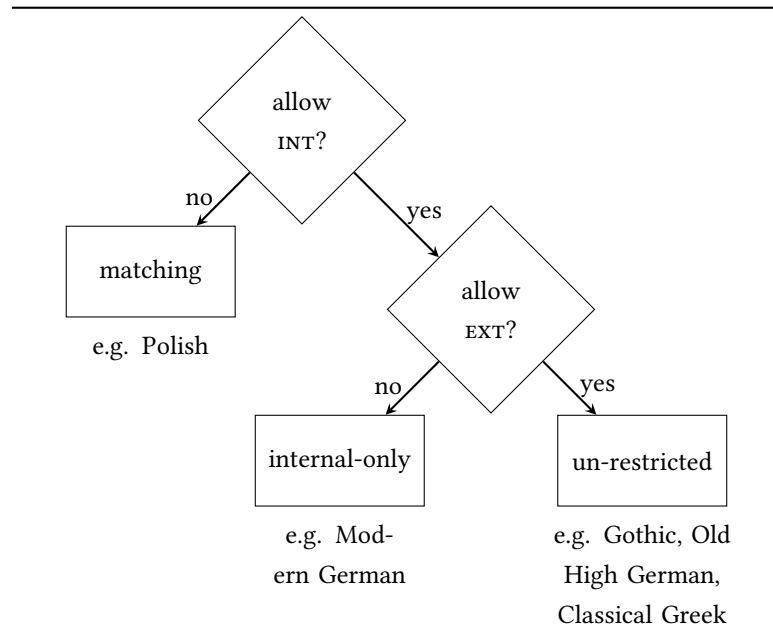 allow
INT?
no
yes
matching
e.g. Polish
allow
EXT?
no
yes
internal-only
e.g. Mod-
ern German
un-restricted
e.g. Gothic, Old
High German,
Classical Greek